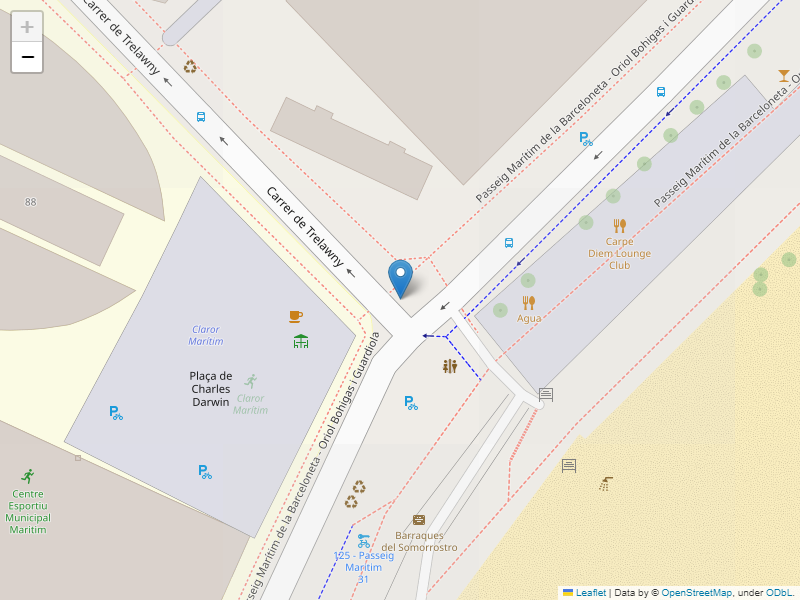 +
−
Carrer de Trelawny
Passeig Marítim de la Barceloneta - Oriol Bohigas i Guard
Passeig Marítim de la Barceloneta - O
88
Carrer de Trelawny
Carpe
Diem Lounge
Club
Agua
Claror
Marítim
Plaça de
Charles
Darwin
Claror
Marítim
Passeig Marítim de la Barceloneta - Oriol Bohigas i Guardiola
Centre
Esportiu
Municipal
Marítim
Barraques
del Somorrostro
125 - Passeig
Marítim
31
Leaflet | Data by © OpenStreetMap, under ODbL.